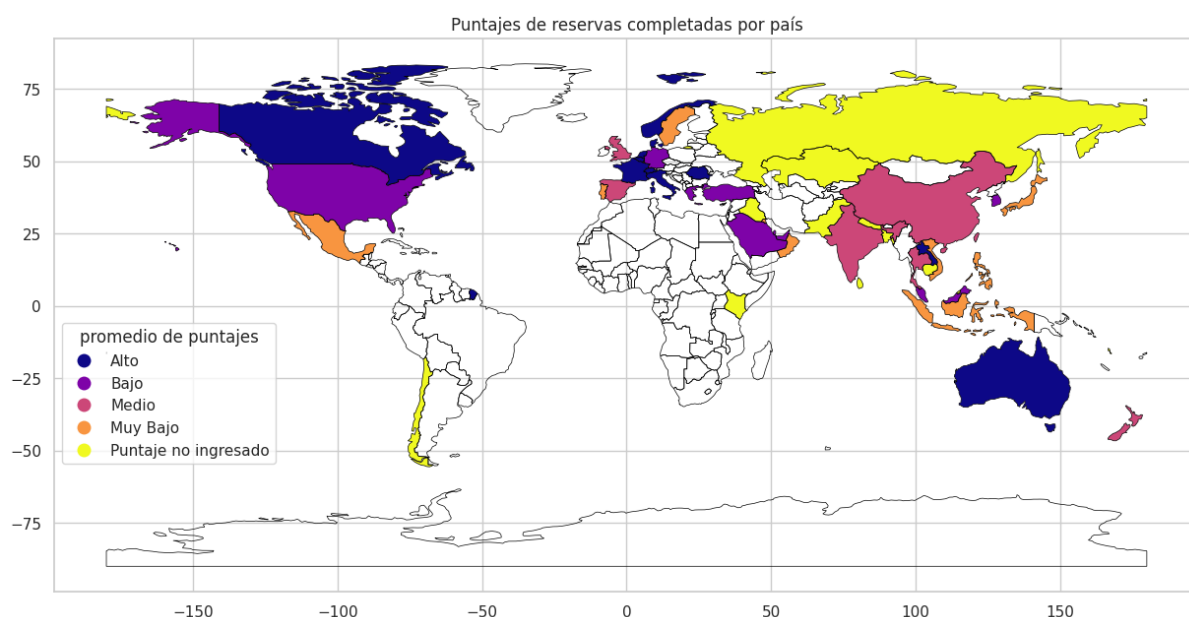 Puntajes de reservas completadas por país
75
50
25
0
−25
−50
−75
promedio de puntajes
Alto
Bajo
Medio
Muy Bajo
Puntaje no ingresado
−150
−100
−50
0
50
100
150